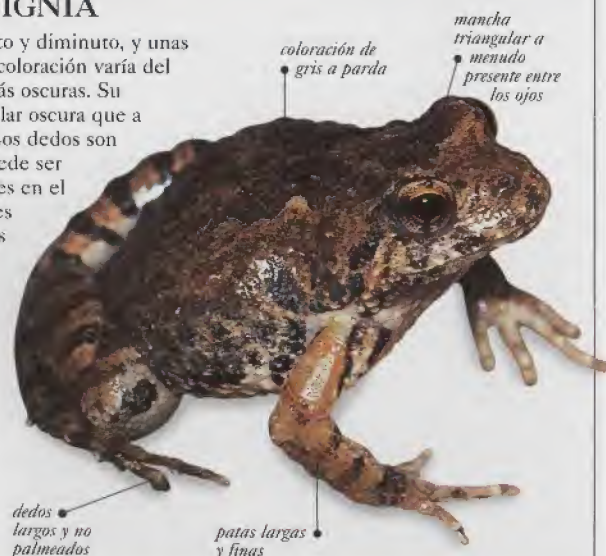 IGNIA
to y diminuto, y unas
coloración varía del
ás oscuras. Su
lar oscura que a
os dedos son
ede ser
es en el
es
s
coloración de
gris a parda
mancha
triangular a
menudo
presente entre
los ojos
dedos
largos y no
palmeados
patas largas
y finas